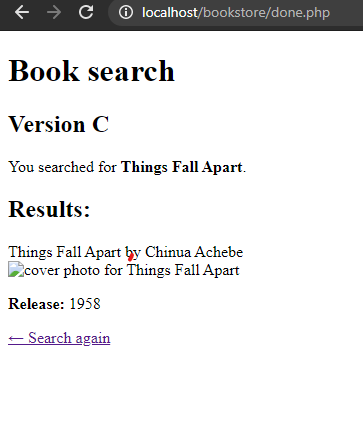 localhost/bookstore/done.php
Book search
Version C
You searched for Things Fall Apart.
Results:
Things Fall Apart by Chinua Achebe
cover photo for Things Fall Apart
Release: 1958
← Search again